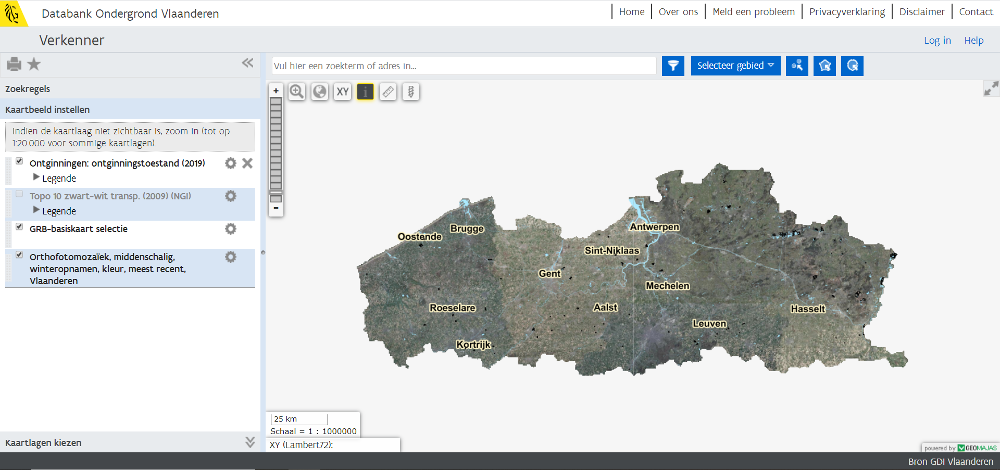 Databank Ondergrond Vlaanderen
Home
Over ons
Meld een probleem
Privacyverklaring
Disclaimer
Contact
Verkenner
Log in
Help
Zoekregels
Kaartbeeld instellen
Indien de kaartlaag niet zichtbaar is, zoom in (tot op
1:20.000 voor sommige kaartlagen).
Ontginningen: ontginningstoestand (2019)
Legende
Topo 10 zwart-wit transp. (2009) (NGI)
Legende
GRB-basiskaart selectie
Orthofotomozaïek, middenschalig,
winteropnamen, kleur, meest recent,
Vlaanderen
Kaartlagen kiezen
Vul hier een zoekterm of adres in...
Selecteer gebied
+
XY
i
-
Antwerpen
Brugge
Oostende
Sint-Niklaas
Gent
Mechelen
Roeselare
Aalst
Hasselt
Leuven
Kortrijk
25 km
Schaal = 1 : 1000000
XY (Lambert72):
powered by GEOMAJAS
Bron GDI Vlaanderen